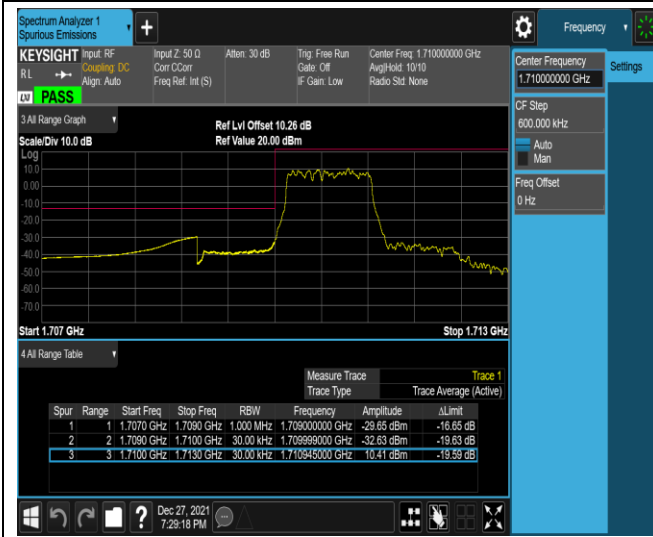 Spectrum Analyzer 1
Spurious Emissions
+
Frequency
KEYSIGHT Input: RF Input Z: 50 Ω Atten: 30 dB Trig: Free Run Center Freq: 1.710000000 GHz
RL Coupling: DC Corr CCorr Gate: Off Avg|Hold: 10/10
Align: Auto Freq Ref: Int (S) IF Gain: Low Radio Std: None
PASS
Center Frequency
1.710000000 GHz
Settings
CF Step
600.000 kHz
Auto
Man
Freq Offset
0 Hz
3 All Range Graph
Ref Lvl Offset 10.26 dB
Scale/Div 10.0 dB Ref Value 20.00 dBm
Log
10.0
0.00
-10.0
-20.0
-30.0
-40.0
-50.0
-60.0
-70.0
Start 1.707 GHz Stop 1.713 GHz
4 All Range Table
Measure Trace Trace 1
Trace Type Trace Average (Active)
Spur Range Start Freq Stop Freq RBW Frequency Amplitude ΔLimit
1 1 1.7070 GHz 1.7090 GHz 1.000 MHz 1.709000000 GHz -29.65 dBm -16.65 dB
2 2 1.7090 GHz 1.7100 GHz 30.00 kHz 1.709999000 GHz -32.63 dBm -19.63 dB
3 3 1.7100 GHz 1.7130 GHz 30.00 kHz 1.710945000 GHz 10.41 dBm -19.59 dB
?
Dec 27, 2021
7:29:18 PM